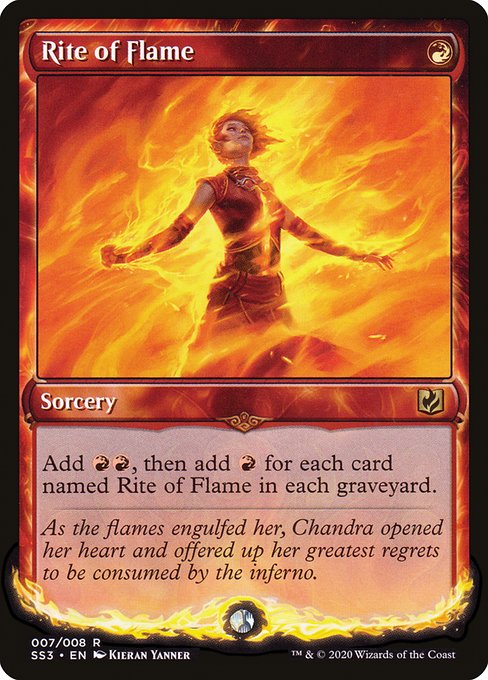 Rite of Flame
Sorcery
Add , then add for each card
named Rite of Flame in each graveyard.
As the flames engulfed her, Chandra opened
her heart and offered up her greatest regrets
to be consumed by the inferno.
007/008 R
SS3 • EN Kieran Yanner
™ & © 2020 Wizards of the Coast